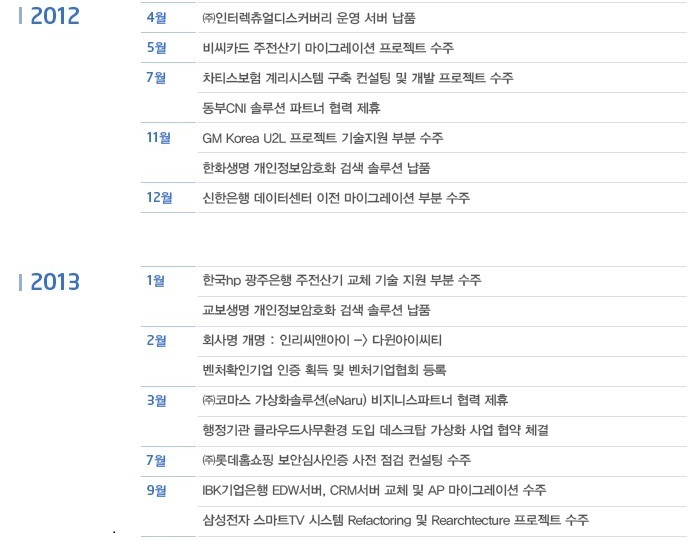 2012
4월 ㈜인터렉츄얼디스커버리 운영 서버 납품
5월 비씨카드 주전산기 마이그레이션 프로젝트 수주
7월 차티스보험 계리시스템 구축 컨설팅 및 개발 프로젝트 수주
동부CNI 솔루션 파트너 협력 제휴
11월 GM Korea U2L 프로젝트 기술지원 부분 수주
한화생명 개인정보암호화 검색 솔루션 납품
12월 신한은행 데이터센터 이전 마이그레이션 부분 수주
2013
1월 한국hp 광주은행 주전산기 교체 기술 지원 부분 수주
교보생명 개인정보암호화 검색 솔루션 납품
2월 회사명 개명 : 인리씨앤아이 -> 다윈아이씨티
벤처확인기업 인증 획득 및 벤처기업협회 등록
3월 ㈜코마스 가상화솔루션(eNaru) 비지니스파트너 협력 제휴
행정기관 클라우드사무환경 도입 데스크탑 가상화 사업 협약 체결
7월 ㈜롯데홈쇼핑 보안심사인증 사전 점검 컨설팅 수주
9월 IBK기업은행 EDW서버, CRM서버 교체 및 AP 마이그레이션 수주
삼성전자 스마트TV 시스템 Refactoring 및 Rearchtecture 프로젝트 수주